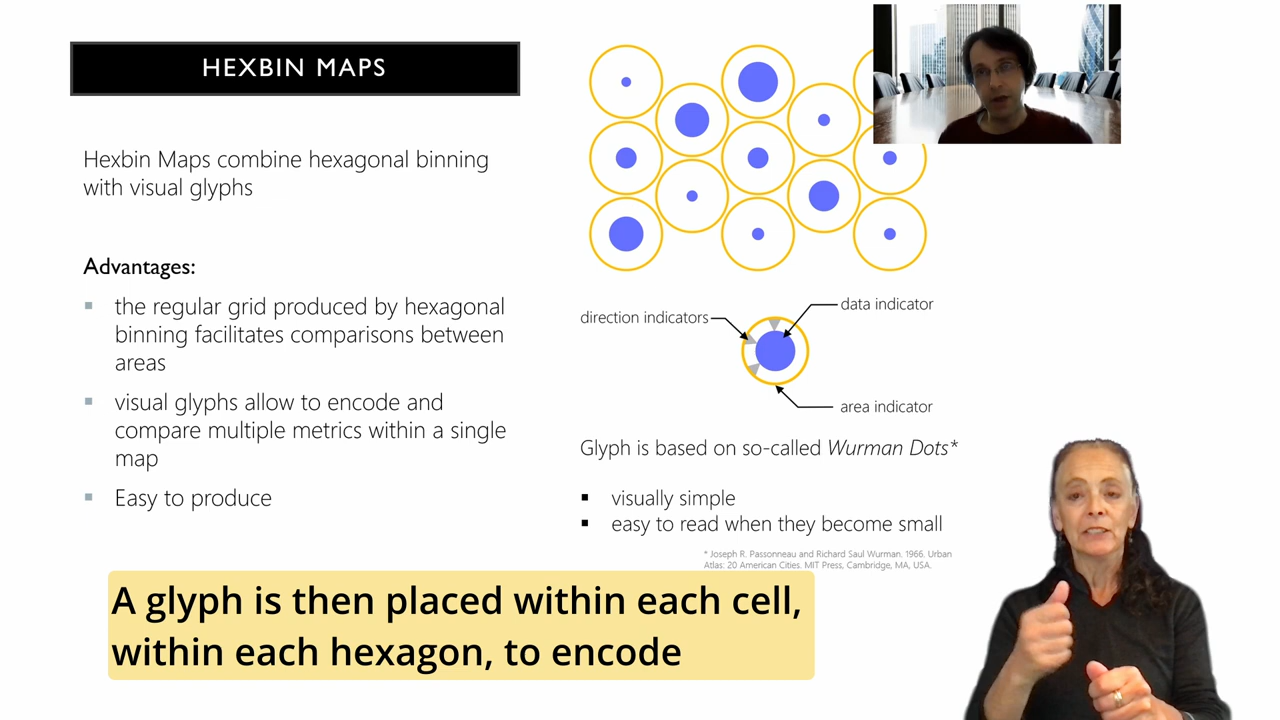 HEXBIN MAPS
Hexbin Maps combine hexagonal binning
with visual glyphs
Advantages:
the regular grid produced by hexagonal
binning facilitates comparisons between
areas
visual glyphs allow to encode and
compare multiple metrics within a single
map
Easy to produce
direction indicators
data indicator
area indicator
Glyph is based on so-called Wurman Dots*
visually simple
easy to read when they become small
* Joseph R. Passonneau and Richard Saul Wurman. 1966. Urban
Atlas: 20 American Cities. MIT Press, Cambridge, MA, USA.
A glyph is then placed within each cell,
within each hexagon, to encode